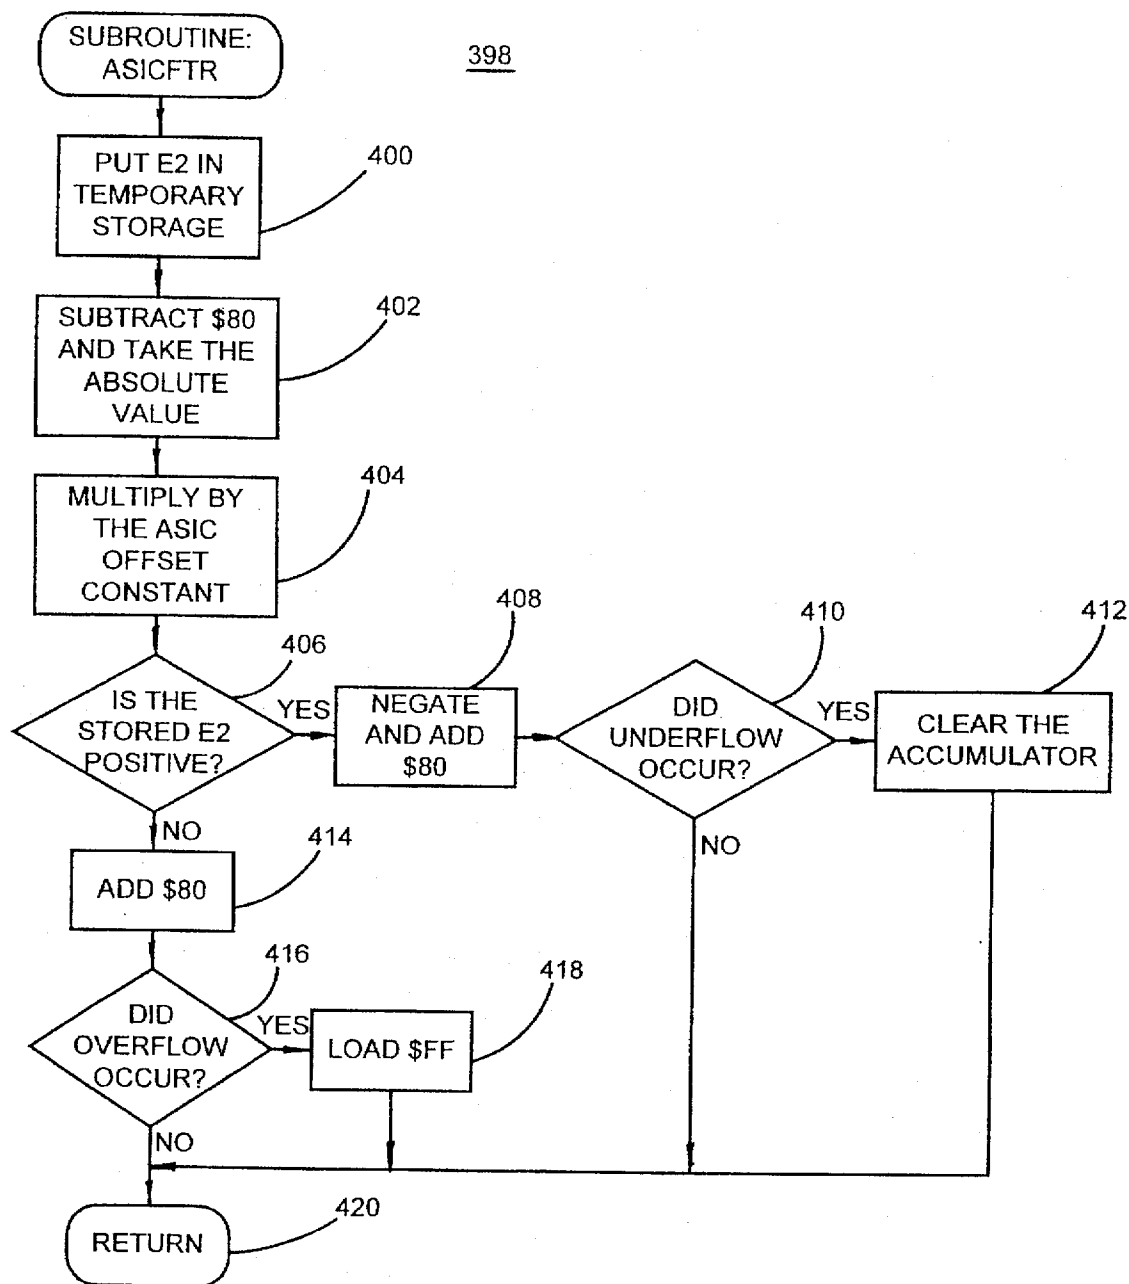 SUBROUTINE:
ASICFTR
398
PUT E2 IN
TEMPORARY
STORAGE
400
SUBTRACT $80
AND TAKE THE
ABSOLUTE
VALUE
402
MULTIPLY BY
THE ASIC
OFFSET
CONSTANT
404
IS THE
STORED E2
POSITIVE?
406
YES
NEGATE
AND ADD
$80
408
DID
UNDERFLOW
OCCUR?
410
YES
CLEAR THE
ACCUMULATOR
412
NO
NO
ADD $80
414
DID
OVERFLOW
OCCUR?
416
YES
LOAD $FF
418
NO
RETURN
420